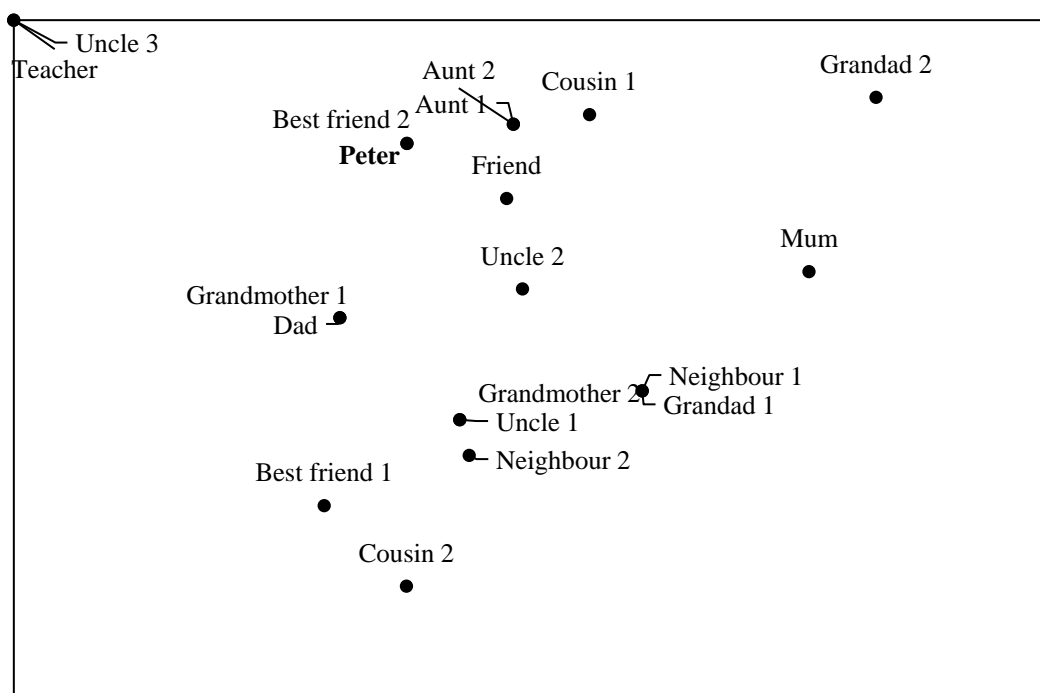 Uncle 3
Teacher
Aunt 2
Cousin 1
Grandad 2
Aunt 1
Best friend 2
Peter
Friend
Mum
Uncle 2
Grandmother 1
Dad
Neighbour 1
Grandmother 2
Grandad 1
Uncle 1
Neighbour 2
Best friend 1
Cousin 2